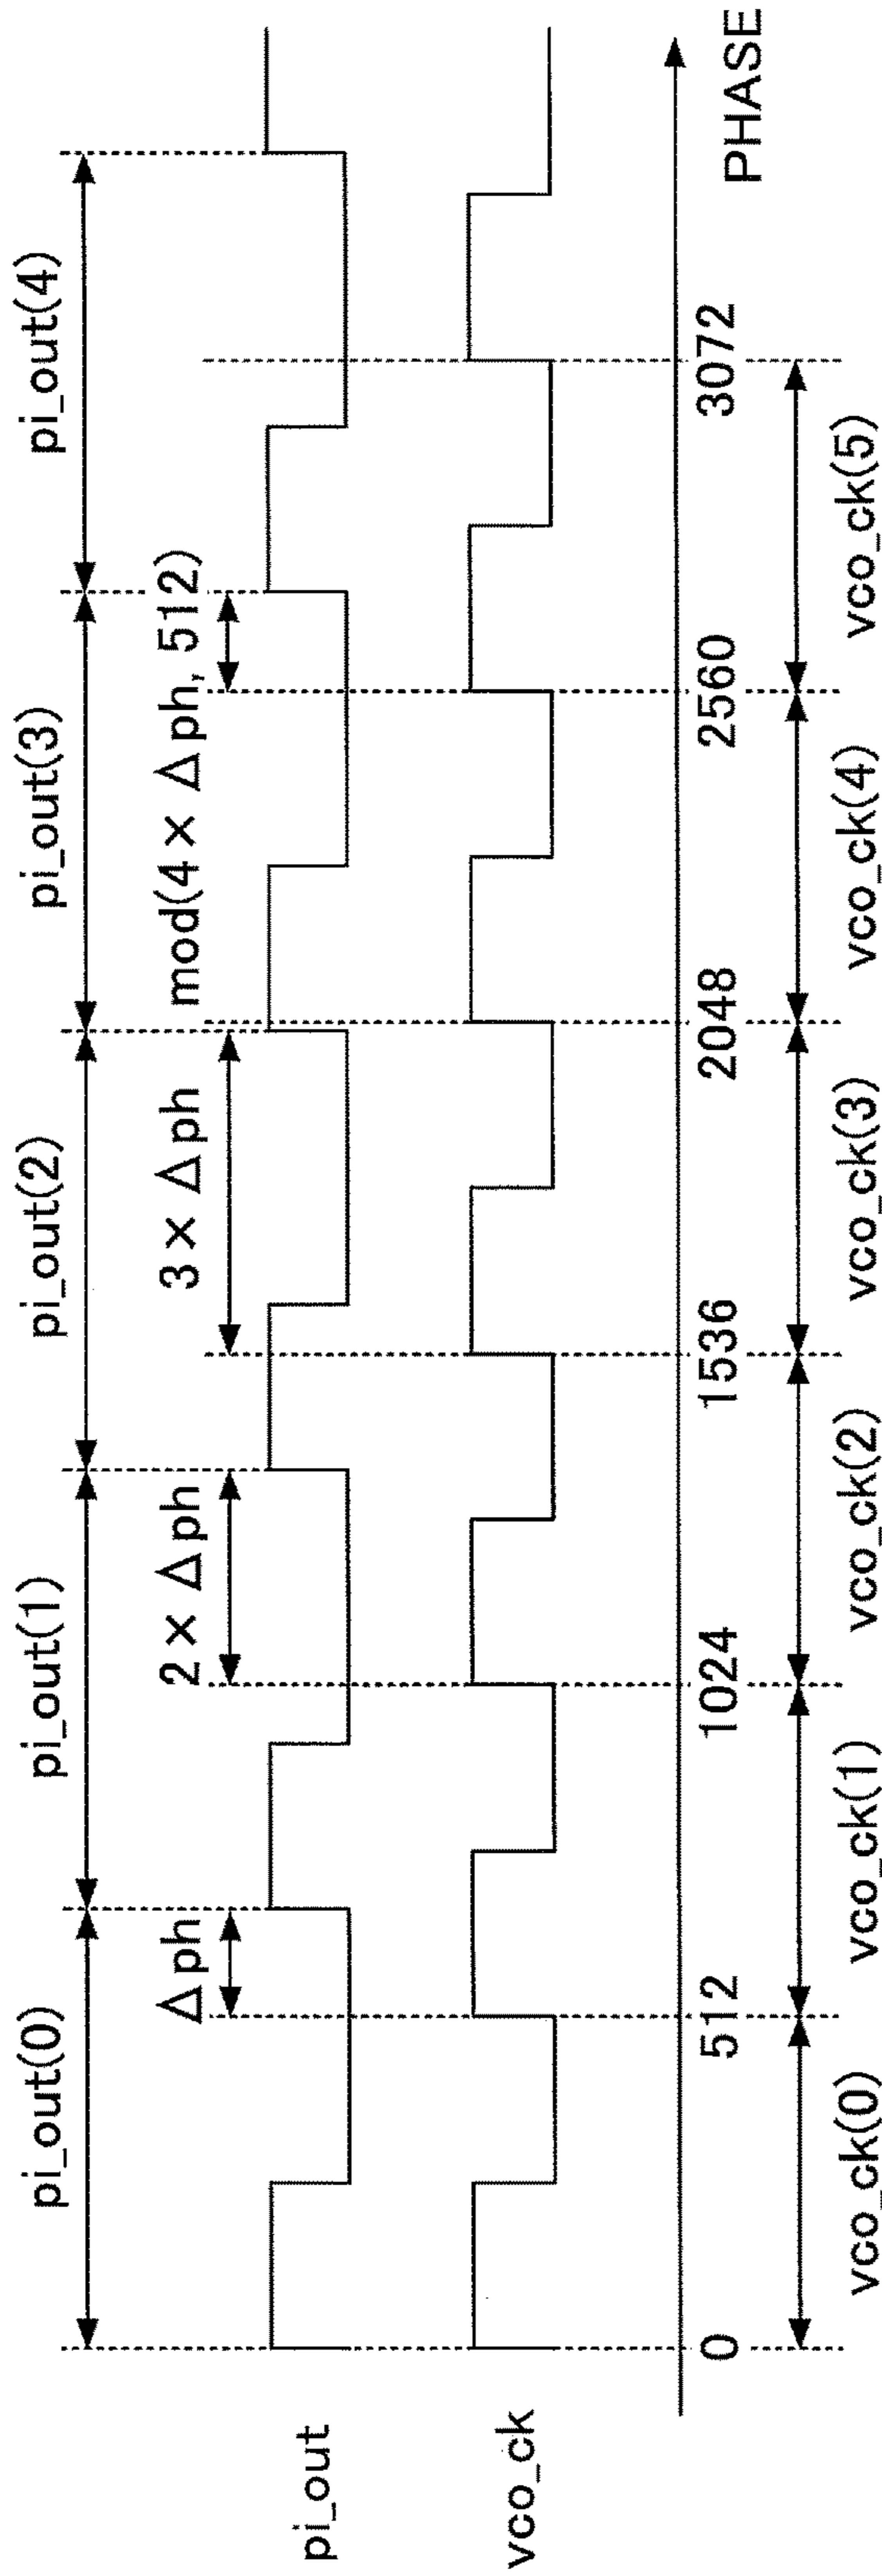 pi_out(0) pi_out(1) pi_out(2) pi_out(3) pi_out(4)
Δph 2×Δph 3×Δph mod(4×Δph, 512)
pi_out
vco_ck
0 512 1024 1536 2048 2560 3072 PHASE
vco_ck(0) vco_ck(1) vco_ck(2) vco_ck(3) vco_ck(4) vco_ck(5)